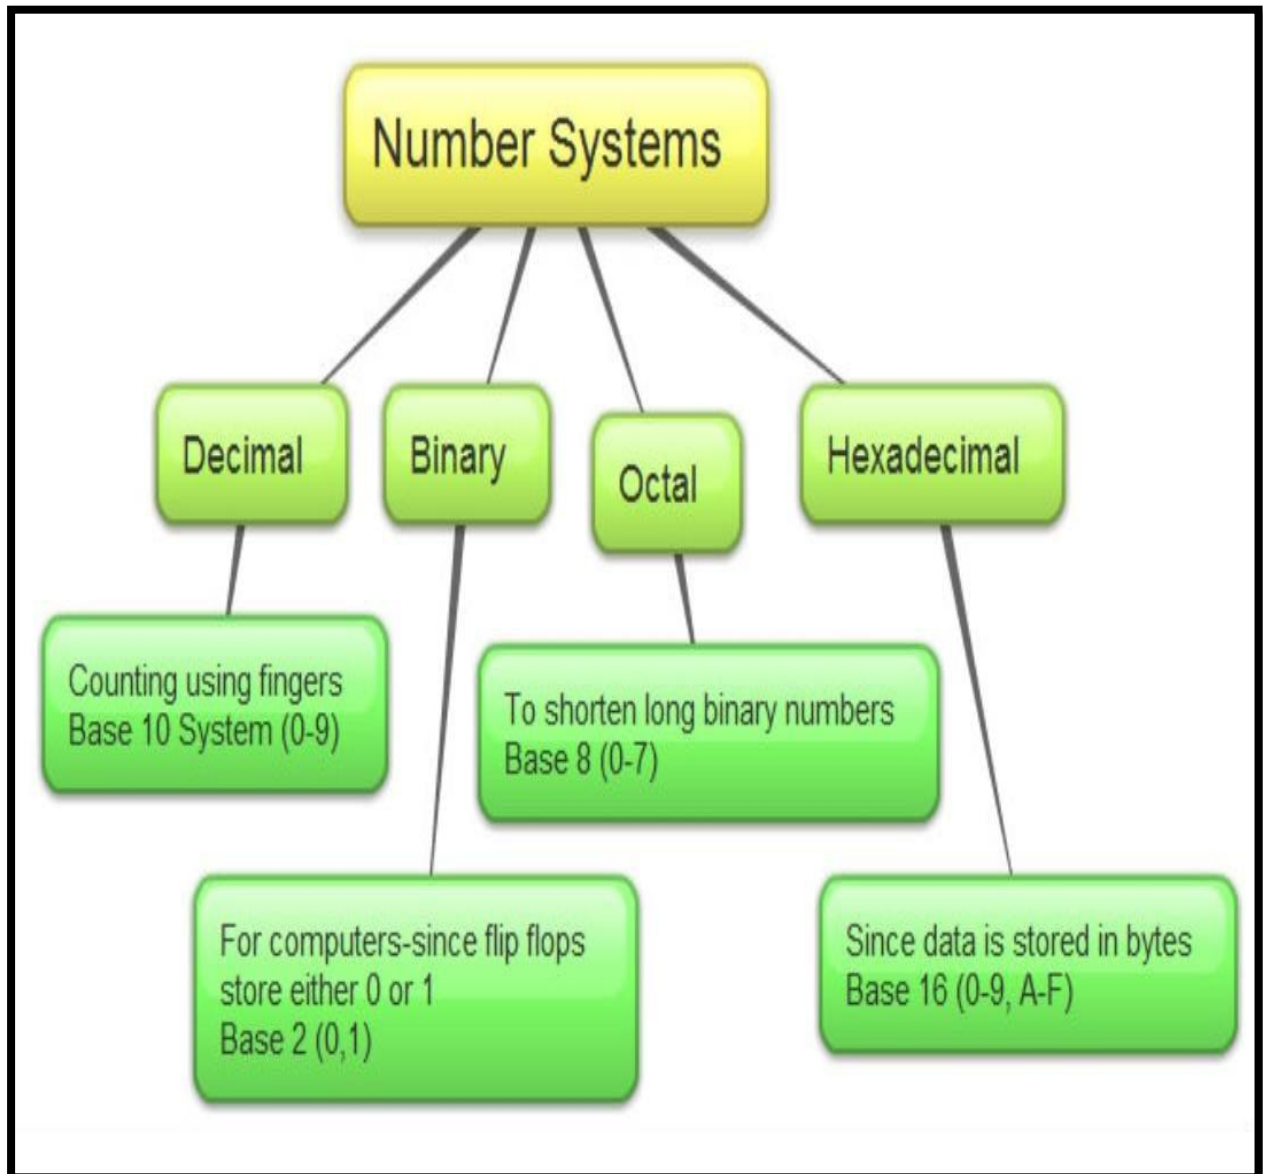 Number Systems
Decimal
Binary
Octal
Hexadecimal
Counting using fingers
Base 10 System (0-9)
To shorten long binary numbers
Base 8 (0-7)
For computers-since flip flops
store either 0 or 1
Base 2 (0,1)
Since data is stored in bytes
Base 16 (0-9, A-F)